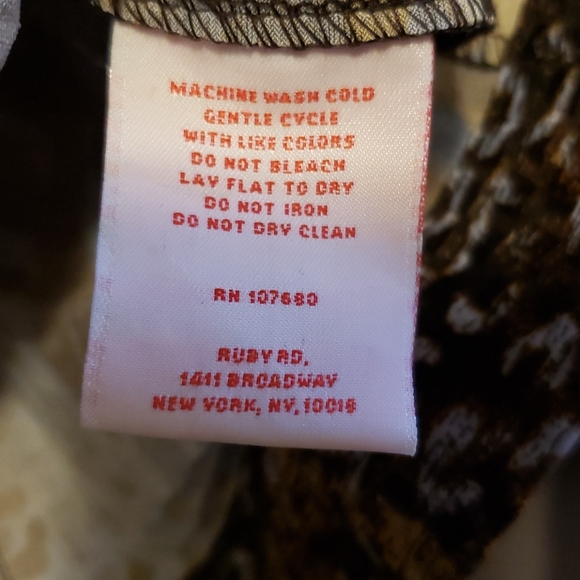 MACHINE WASH COLD
GENTLE CYCLE
WITH LIKE COLORS
DO NOT BLEACH
LAY FLAT TO DRY
DO NOT IRON
DO NOT DRY CLEAN
RN 107680
RUBY RD.
1411 BROADWAY
NEW YORK, NY, 10018